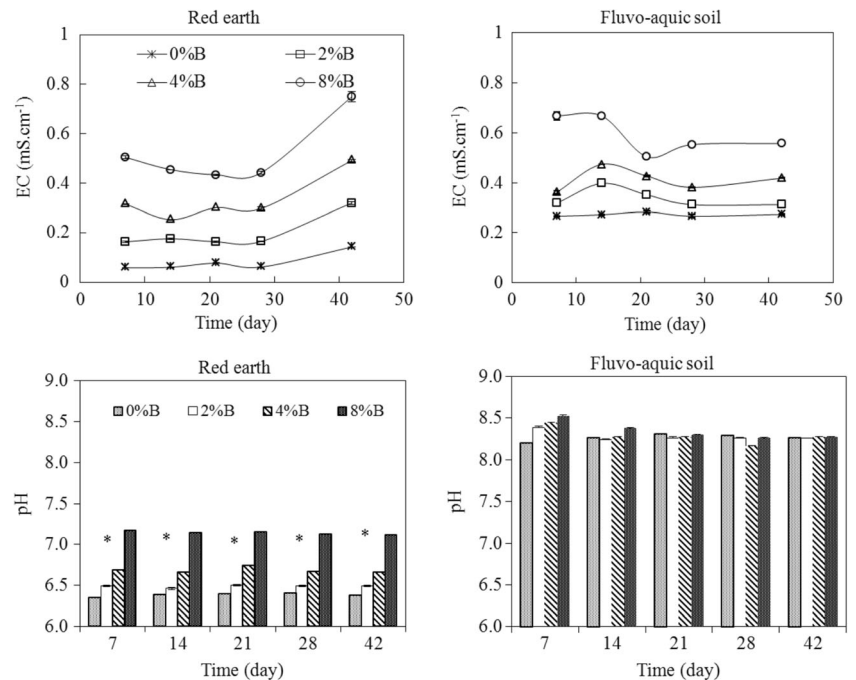 Red earth
1
0%B 2%B
4%B 8%B
0.8
0.6
0.4
0.2
0
EC (mS.cm-1)
0 10 20 30 40 50
Time (day)
Fluvo-aquic soil
1
0.8
0.6
0.4
0.2
0
EC (mS.cm-1)
0 10 20 30 40 50
Time (day)
Red earth
9.0
0%B 2%B 4%B 8%B
8.5
8.0
7.5
7.0
6.5
6.0
pH
* * * * *
7 14 21 28 42
Time (day)
Fluvo-aquic soil
9.0
8.5
8.0
7.5
7.0
6.5
6.0
pH
7 14 21 28 42
Time (day)